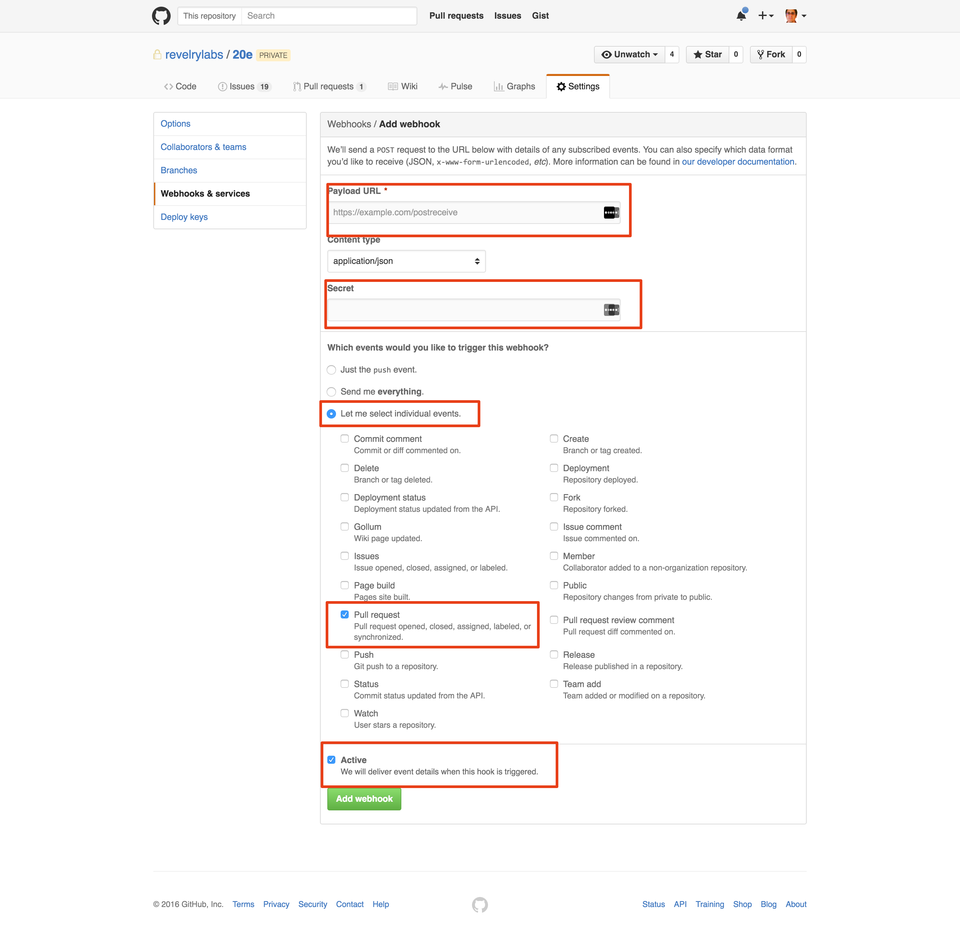 This repository Search Pull requests Issues Gist
revelrylabs / 20e PRIVATE Unwatch 4 Star 0 Fork 0
Code Issues 19 Pull requests 1 Wiki Pulse Graphs Settings
Options
Collaborators & teams
Branches
Webhooks & services
Deploy keys
Webhooks / Add webhook
We'll send a POST request to the URL below with details of any subscribed events. You can also specify which data format
you'd like to receive (JSON, x-www-form-urlencoded, etc). More information can be found in our developer documentation.
Payload URL *
https://example.com/postreceive
Content type
application/json
Secret
Which events would you like to trigger this webhook?
Just the push event.
Send me everything.
Let me select individual events.
Commit comment
Commit or diff commented on.
Create
Branch or tag created.
Delete
Branch or tag deleted.
Deployment
Repository deployed.
Deployment status
Deployment status updated from the API.
Fork
Repository forked.
Gollum
Wiki page updated.
Issue comment
Issue commented on.
Issues
Issue opened, closed, assigned, or labeled.
Member
Collaborator added to a non-organization repository.
Page build
Pages site built.
Public
Repository changes from private to public.
Pull request
Pull request opened, closed, assigned, labeled, or
synchronized.
Pull request review comment
Pull request diff commented on.
Push
Git push to a repository.
Release
Release published in a repository.
Status
Commit status updated from the API.
Team add
Team added or modified on a repository.
Watch
User stars a repository.
Active
We will deliver event details when this hook is triggered.
Add webhook
© 2016 GitHub, Inc. Terms Privacy Security Contact Help Status API Training Shop Blog About